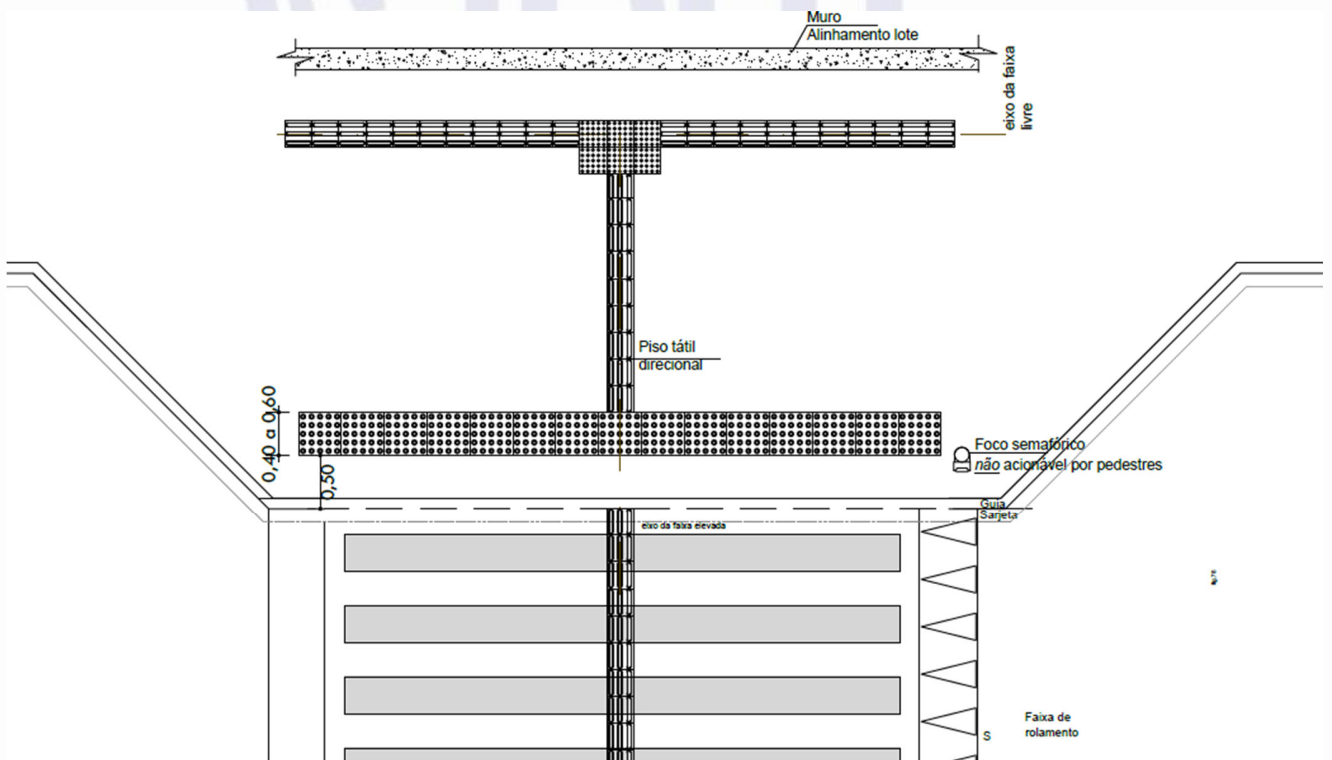 Muro
Alinhamento lote
eixo da faixa
livre
Piso tátil
direcional
0,40 a 0,60
0,50
Foco semafórico
não acionável por pedestres
Guia
Sarjeta
eixo da faixa elevada
Faixa de
rolamento
S